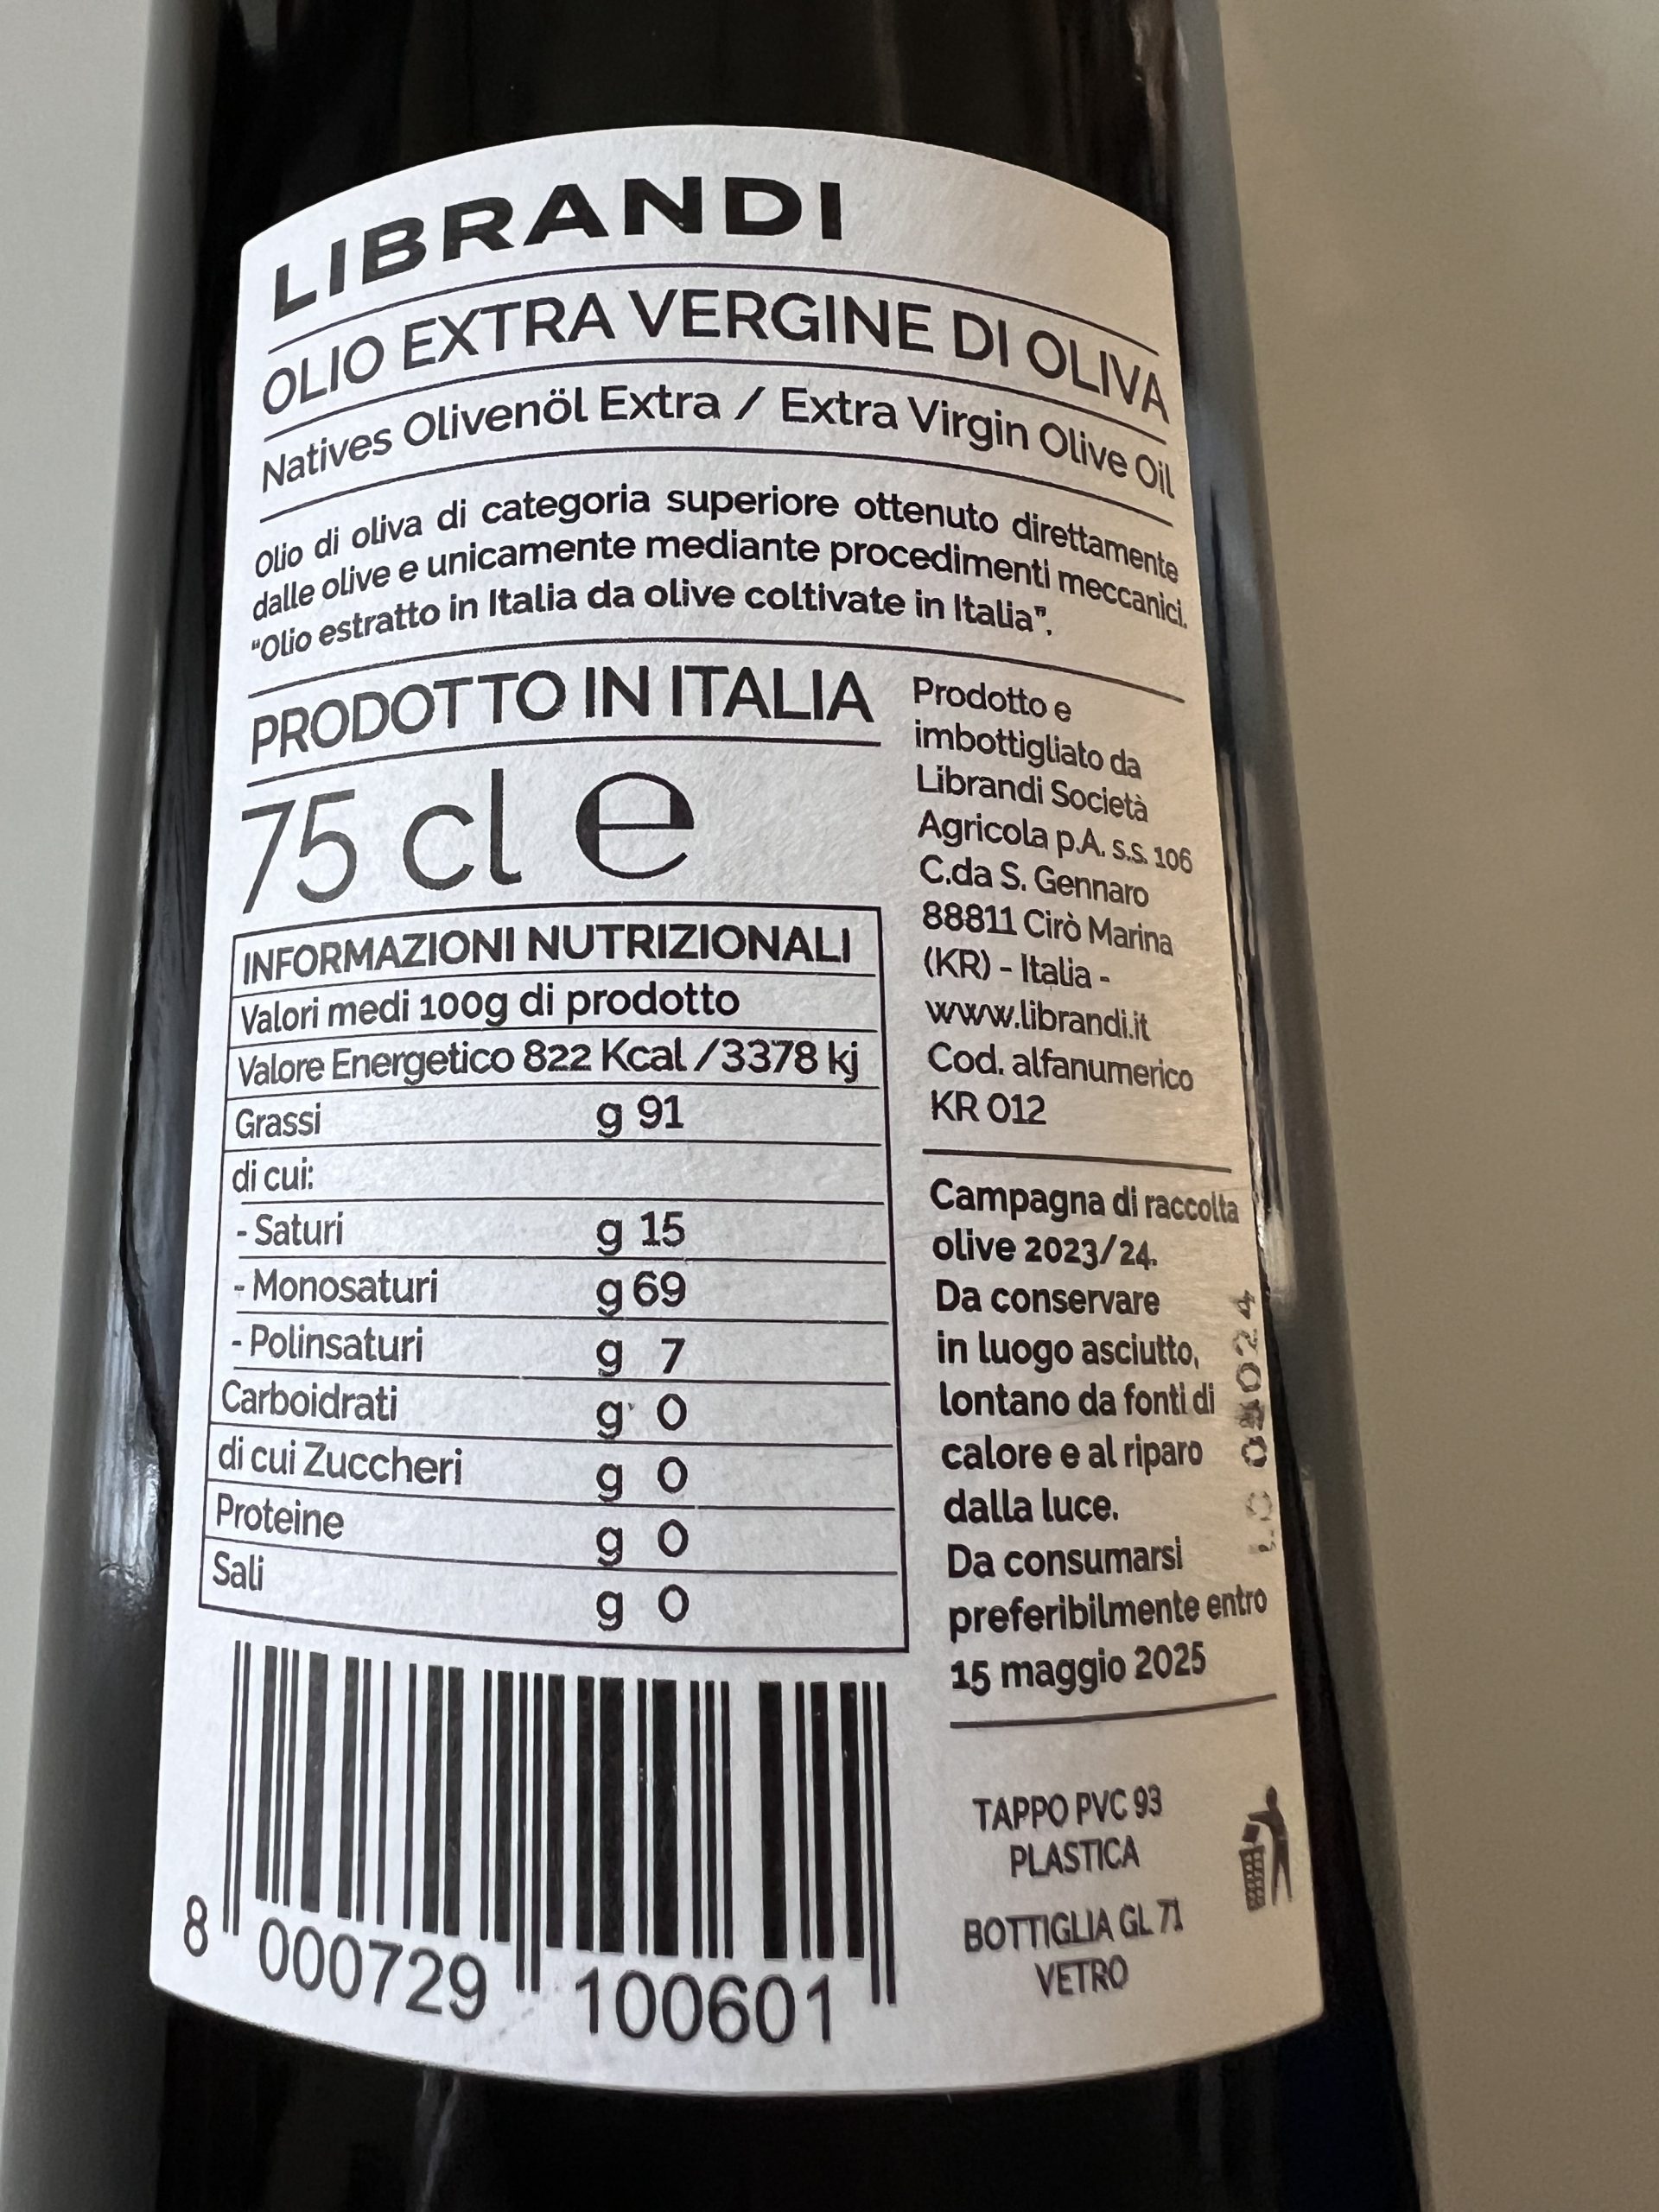 LIBRANDI
OLIO EXTRA VERGINE DI OLIVA
Natives Olivenöl Extra / Extra Virgin Olive Oil
Olio di oliva di categoria superiore ottenuto direttamente
dalle olive e unicamente mediante procedimenti meccanici.
"Olio estratto in Italia da olive coltivate in Italia".
PRODOTTO IN ITALIA
75 cl e
INFORMAZIONI NUTRIZIONALI
Valori medi 100g di prodotto
Valore Energetico 822 Kcal /3378 kj
Grassi g 91
di cui:
- Saturi g 15
- Monosaturi g 69
- Polinsaturi g 7
Carboidrati g 0
di cui Zuccheri g 0
Proteine g 0
Sali g 0
8 000729 100601
Prodotto e
imbottigliato da
Librandi Società
Agricola p.A. s.s. 106
C.da S. Gennaro
88811 Cirò Marina
(KR) - Italia -
www.librandi.it
Cod. alfanumerico
KR 012
Campagna di raccolta
olive 2023/24.
Da conservare
in luogo asciutto,
lontano da fonti di
calore e al riparo
dalla luce.
Da consumarsi
preferibilmente entro
15 maggio 2025
TAPPO PVC 93
PLASTICA
BOTTIGLIA GL 71
VETRO